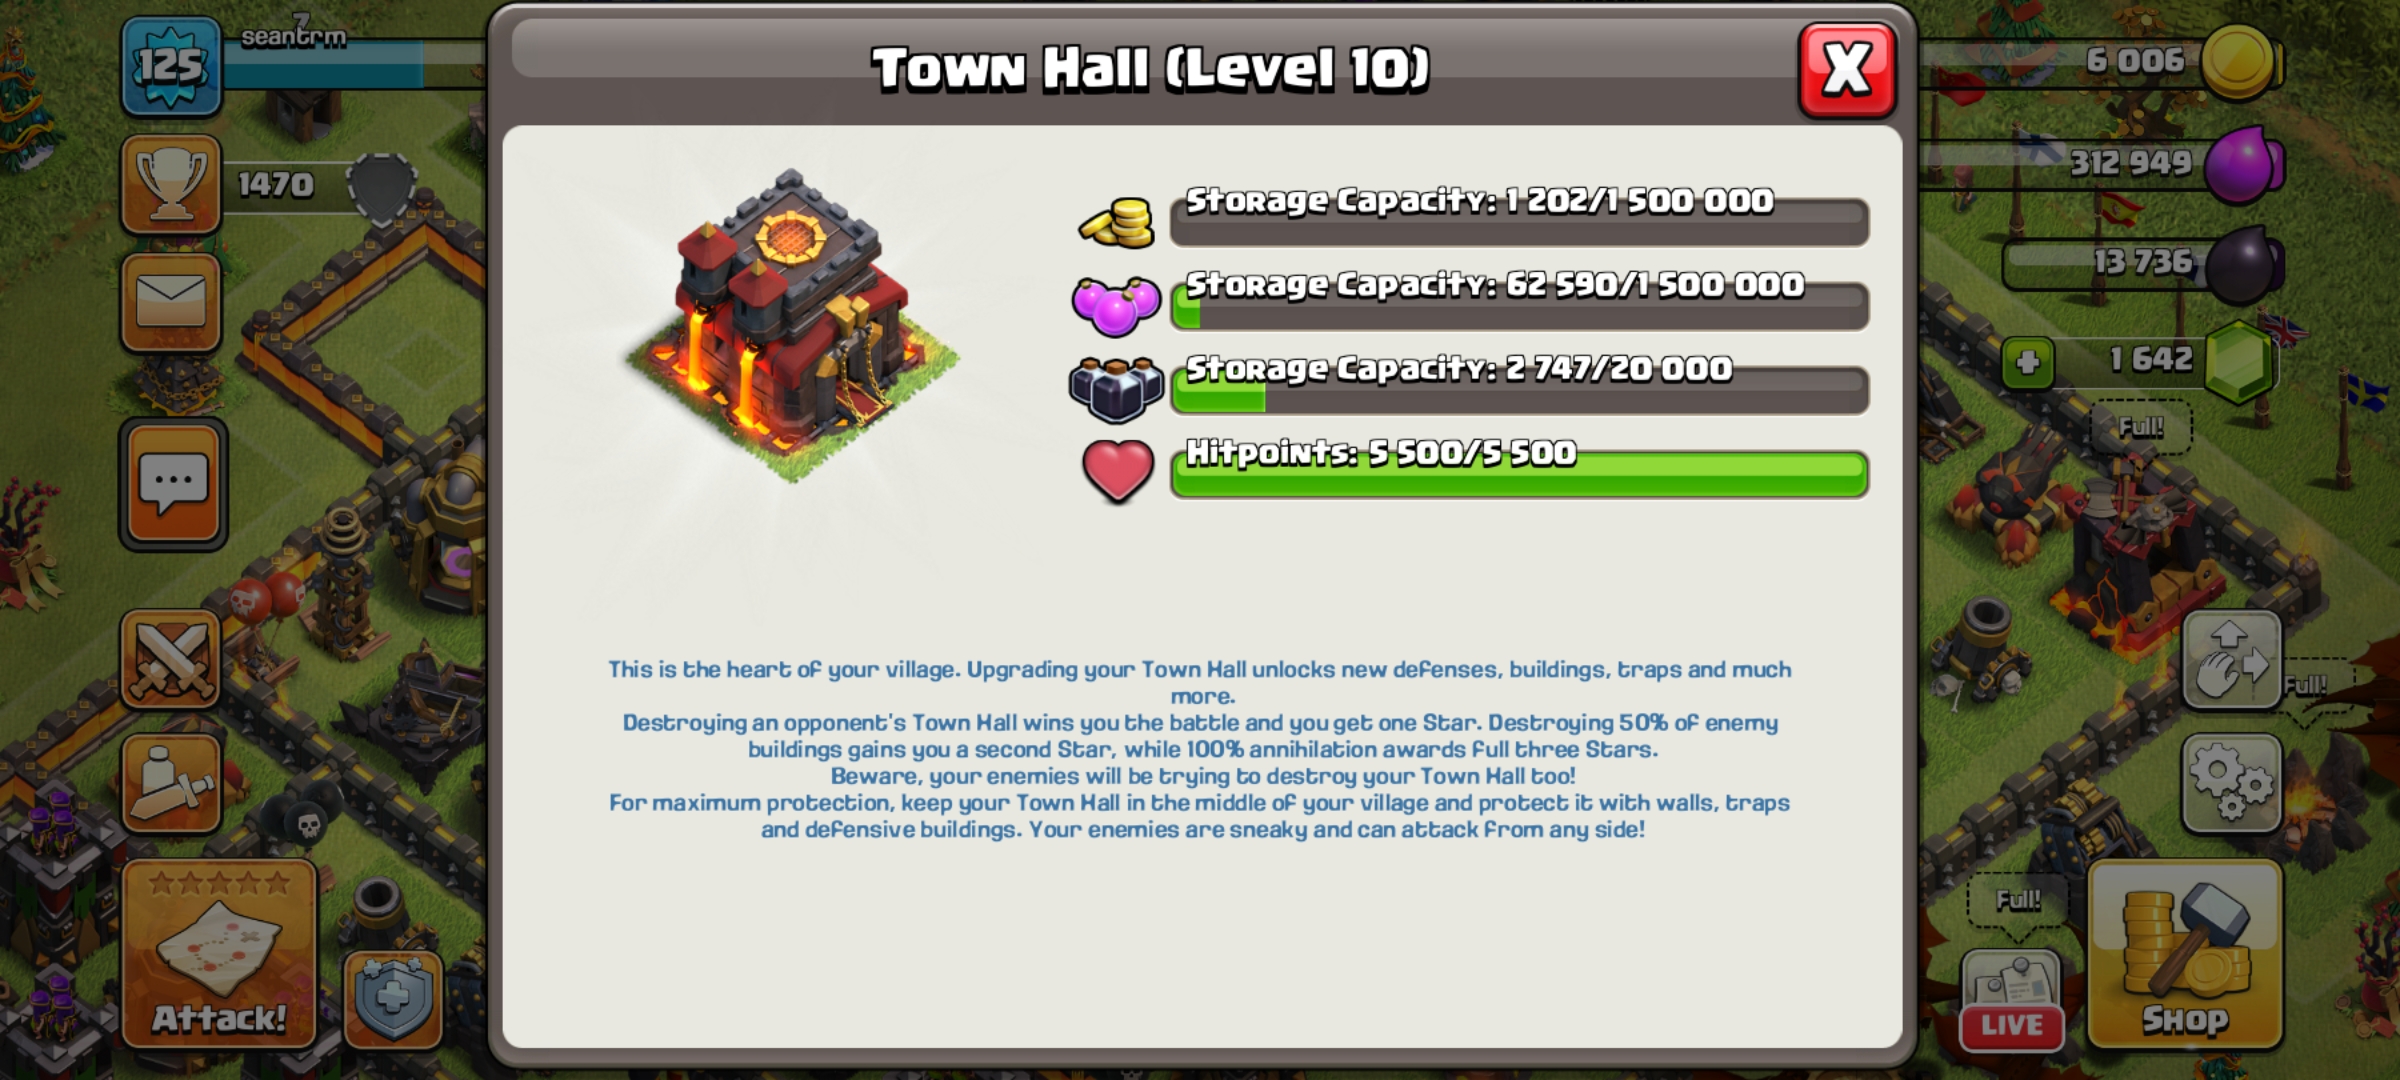 7
seantrm
125
Town Hall (Level 10)
X
6 006
1470
312 949
13 736
1 642
Storage Capacity: 1 202/1 500 000
Storage Capacity: 62 590/1 500 000
Storage Capacity: 2 747/20 000
Hitpoints: 5 500/5 500
Full!
This is the heart of your village. Upgrading your Town Hall unlocks new defenses, buildings, traps and much
more.
Destroying an opponent's Town Hall wins you the battle and you get one Star. Destroying 50% of enemy
buildings gains you a second Star, while 100% annihilation awards full three Stars.
Beware, your enemies will be trying to destroy your Town Hall too!
For maximum protection, keep your Town Hall in the middle of your village and protect it with walls, traps
and defensive buildings. Your enemies are sneaky and can attack from any side!
Full!
Full!
Attack!
LIVE
Shop